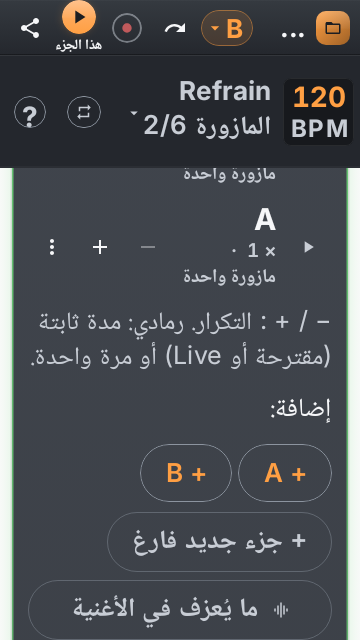 B
...
هذا الجزء
120
BPM
Refrain
المازورة 2/6
?
مازورة واحدة
A
1 × ·
مازورة واحدة
− / + : التكرار. رمادي: مدة ثابتة
(مقترحة أو Live) أو مرة واحدة.
إضافة:
+ A
+ B
+ جزء جديد فارغ
ما يُعزف في الأغنية